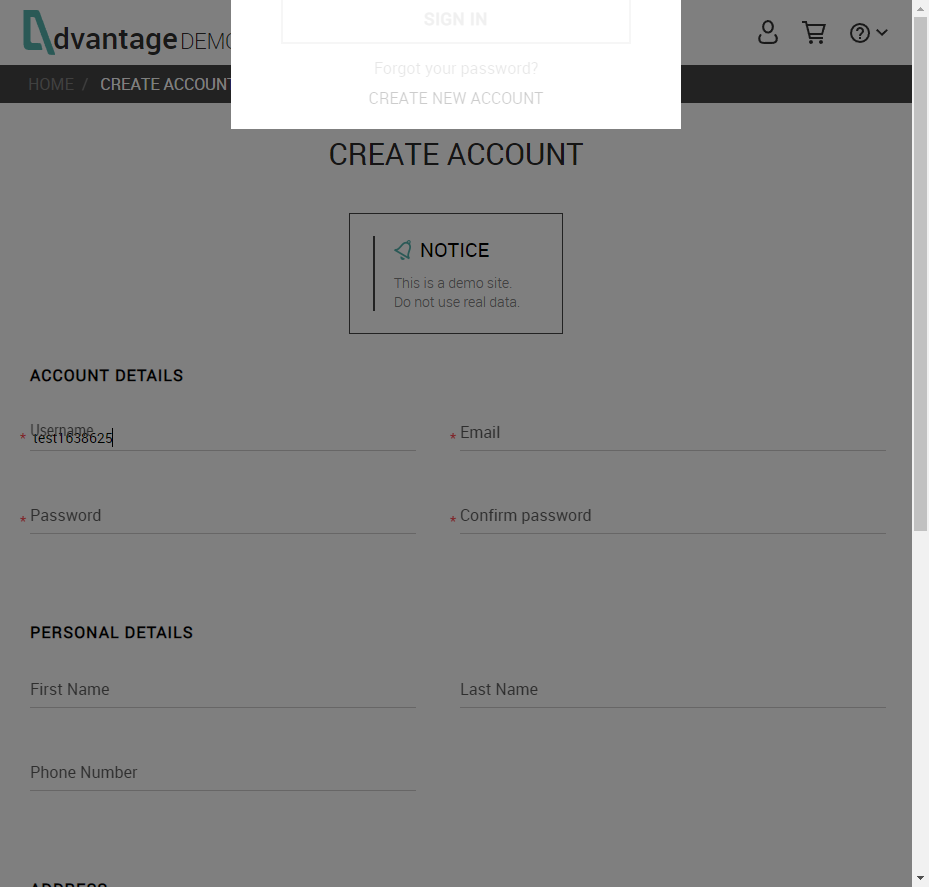 dvantage DEMO
SIGN IN
Forgot your password?
CREATE NEW ACCOUNT
HOME / CREATE ACCOUNT
CREATE ACCOUNT
NOTICE
This is a demo site.
Do not use real data.
ACCOUNT DETAILS
Username
* test1638625
* Email
* Password
* Confirm password
PERSONAL DETAILS
First Name
Last Name
Phone Number
ADDRESS